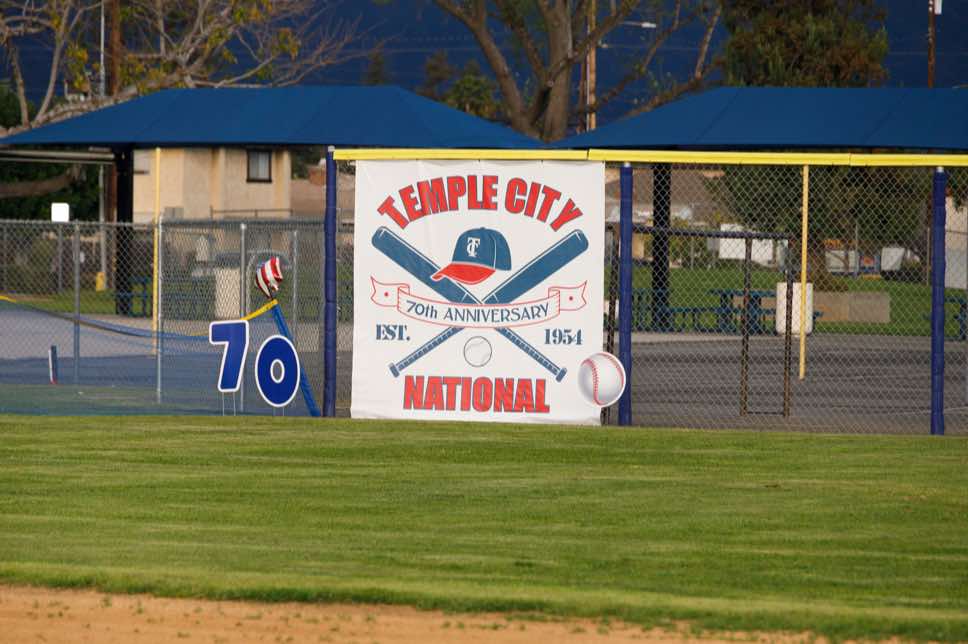 TEMPLE CITY
TC
70th ANNIVERSARY
EST. 1954
NATIONAL
70